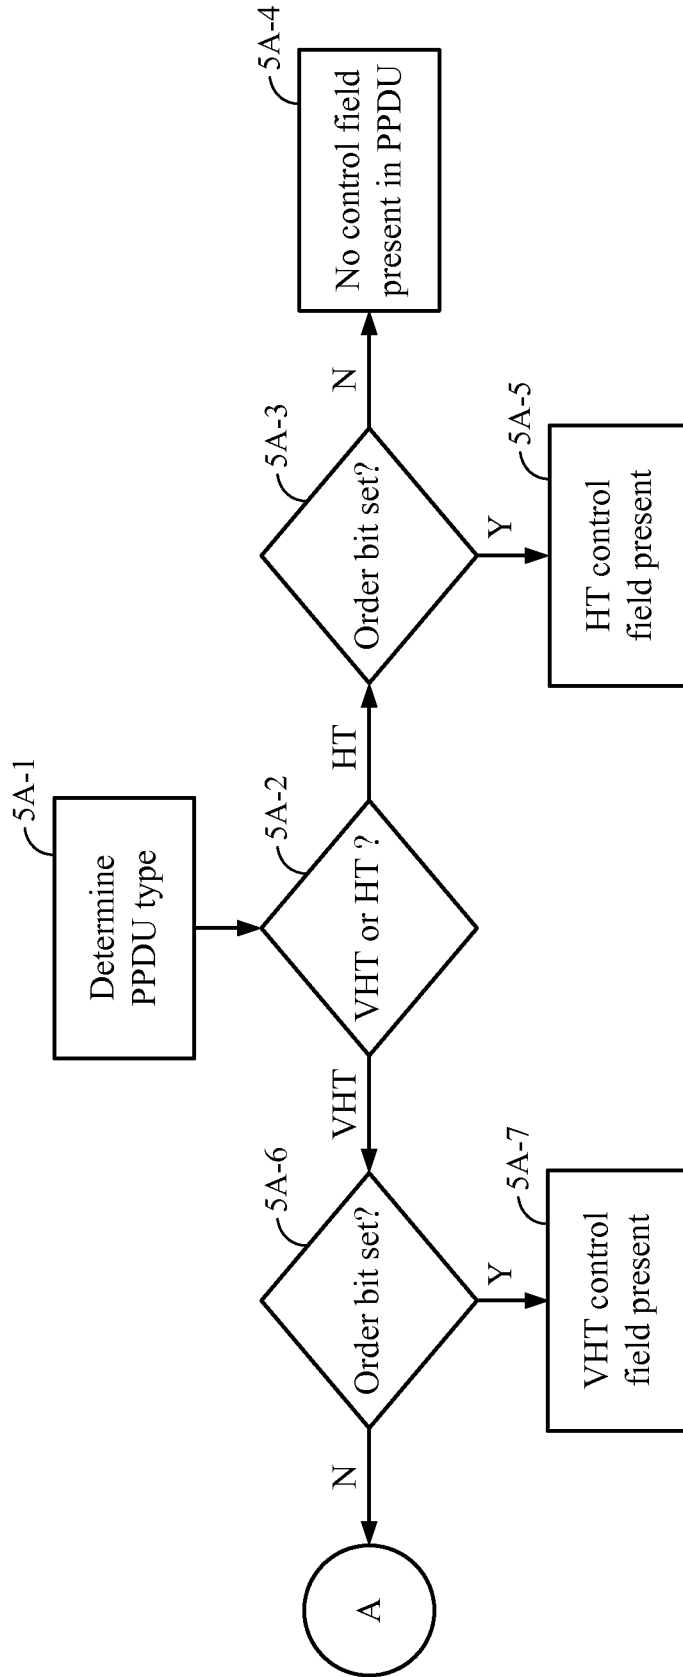 5A-1
Determine
PPDU type
5A-2
VHT or HT ?
VHT
HT
5A-6
Order bit set?
N
A
Y
5A-7
VHT control
field present
5A-3
Order bit set?
N
5A-4
No control field
present in PPDU
Y
5A-5
HT control
field present